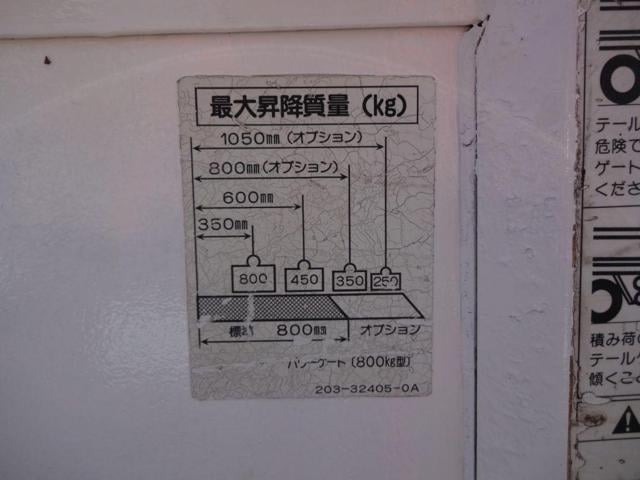 最大昇降質量(kg)
1050mm(オプション)
800mm(オプション)
600mm
350mm
800 450 350 250
800mm オプション
パワーゲート〔800kg型〕
203-32405-0A
テール
危険で
ゲート
くださ
積み荷の
テールゲ
傾くこと